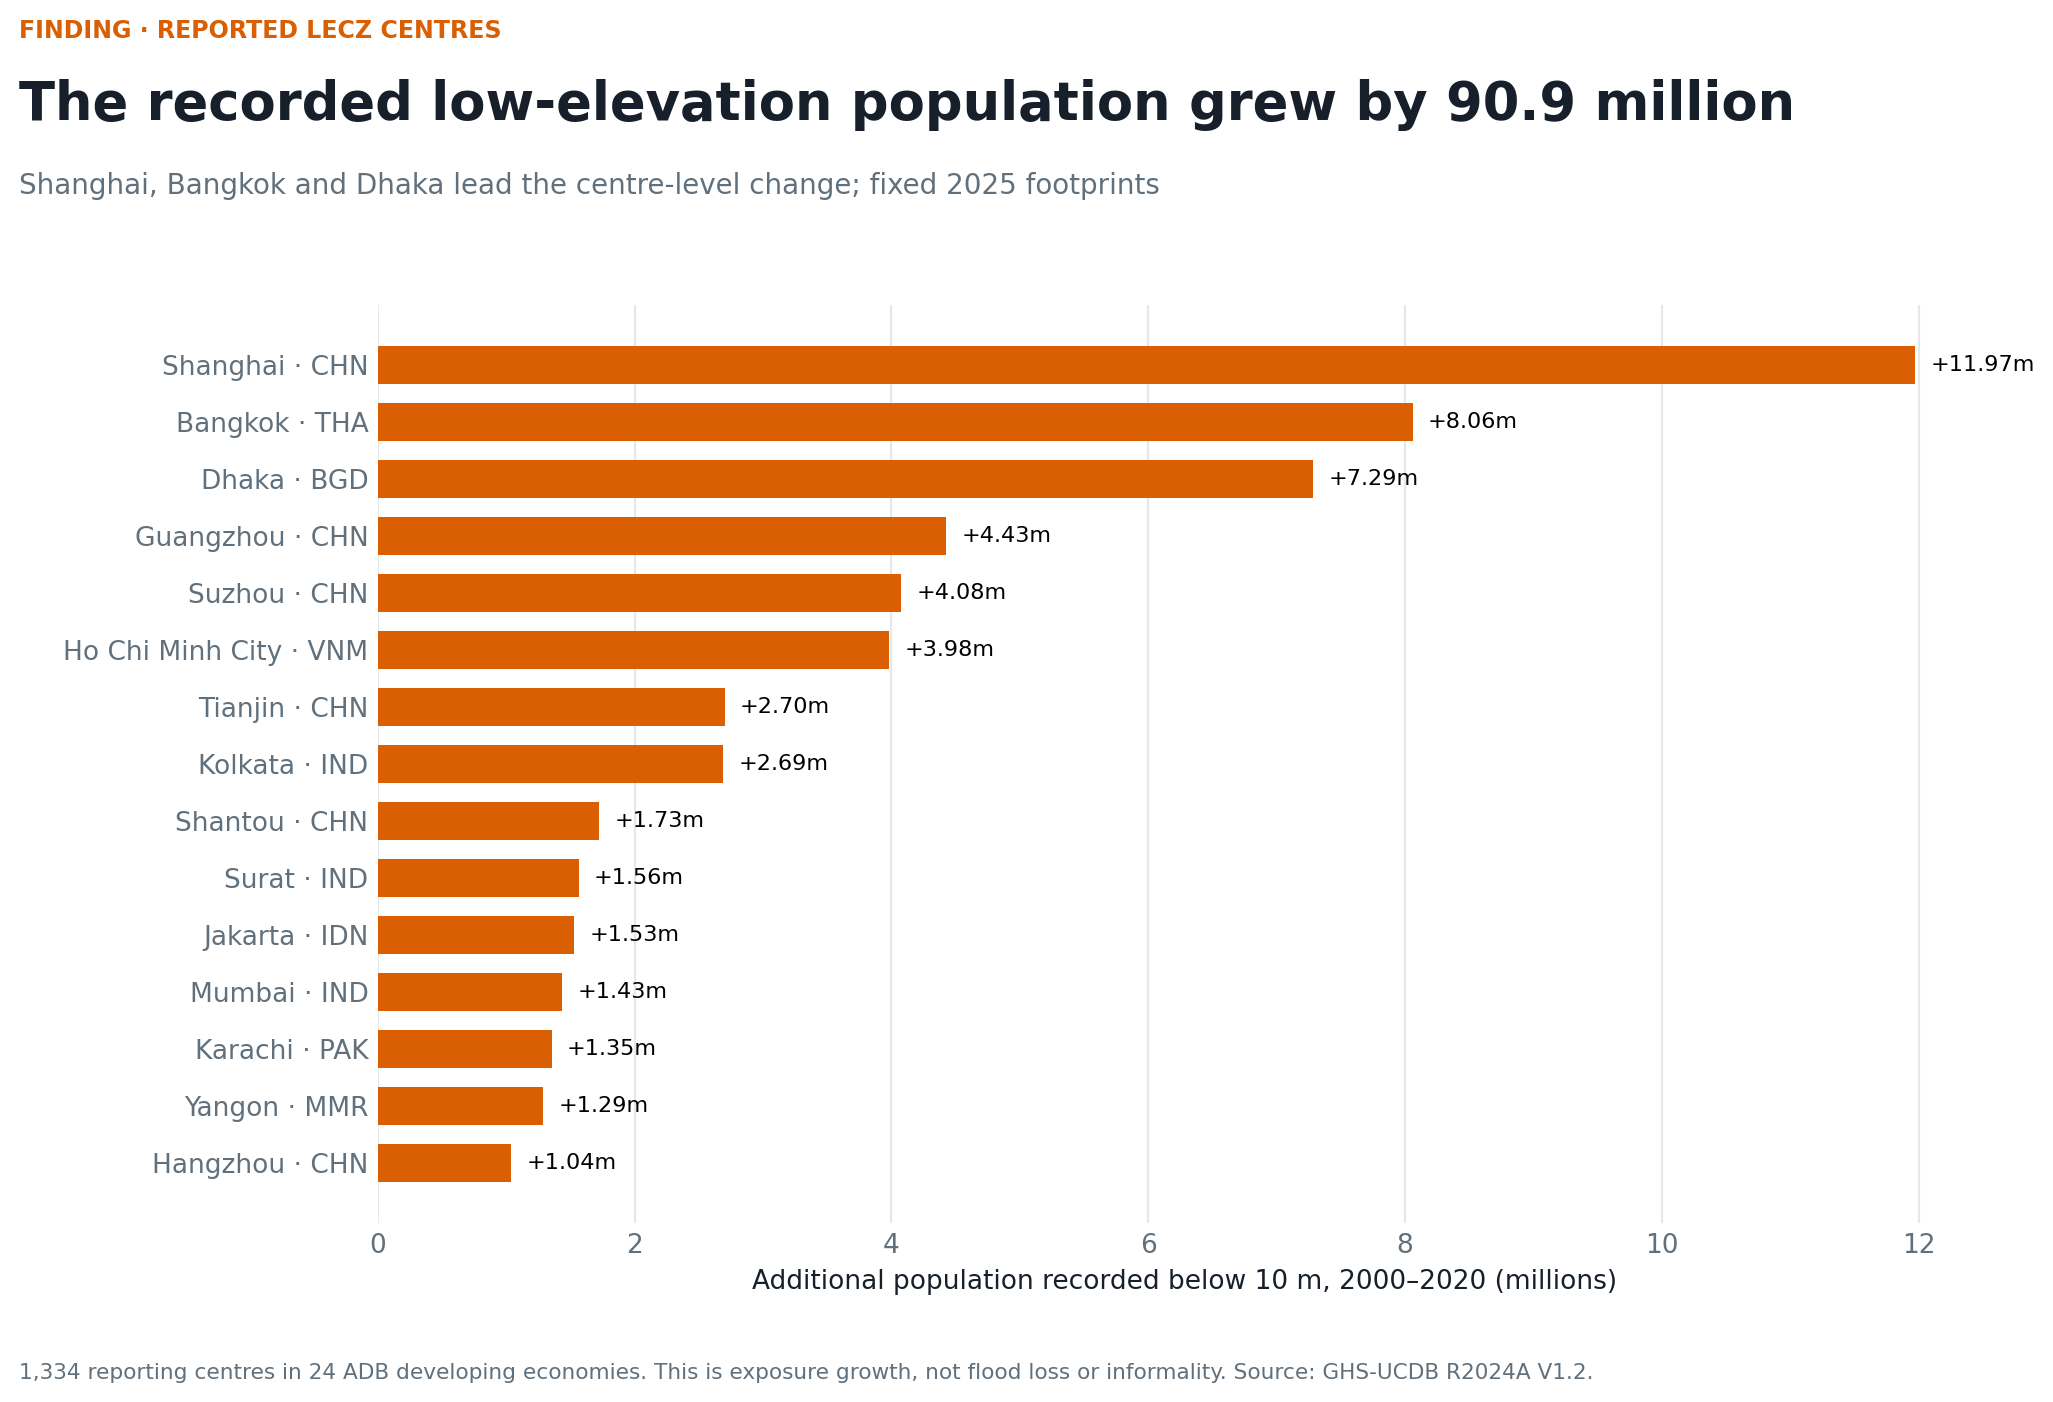 FINDING · REPORTED LECZ CENTRES
The recorded low-elevation population grew by 90.9 million
Shanghai, Bangkok and Dhaka lead the centre-level change; fixed 2025 footprints
Shanghai · CHN +11.97m
Bangkok · THA +8.06m
Dhaka · BGD +7.29m
Guangzhou · CHN +4.43m
Suzhou · CHN +4.08m
Ho Chi Minh City · VNM +3.98m
Tianjin · CHN +2.70m
Kolkata · IND +2.69m
Shantou · CHN +1.73m
Surat · IND +1.56m
Jakarta · IDN +1.53m
Mumbai · IND +1.43m
Karachi · PAK +1.35m
Yangon · MMR +1.29m
Hangzhou · CHN +1.04m
0 2 4 6 8 10 12
Additional population recorded below 10 m, 2000–2020 (millions)
1,334 reporting centres in 24 ADB developing economies. This is exposure growth, not flood loss or informality. Source: GHS-UCDB R2024A V1.2.